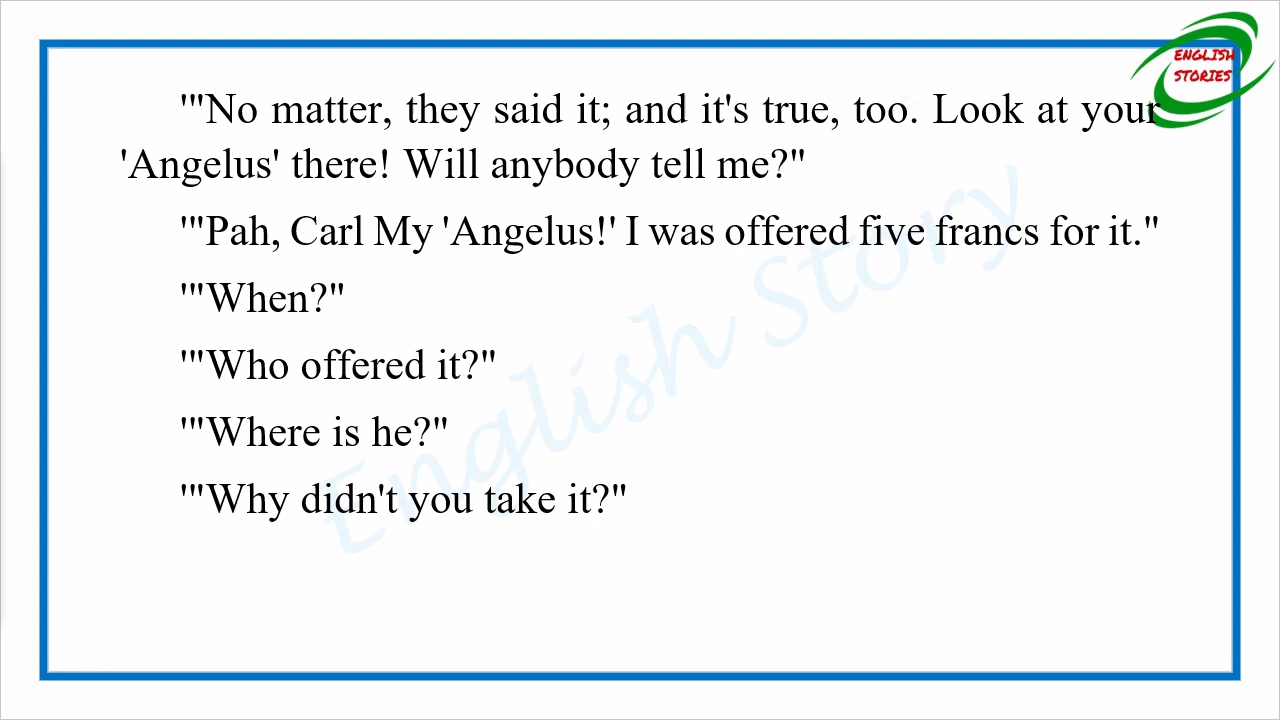 ENGLISH
STORIES
'"No matter, they said it; and it's true, too. Look at your
'Angelus' there! Will anybody tell me?"
'"Pah, Carl My 'Angelus!' I was offered five francs for it."
'"When?"
'"Who offered it?"
'"Where is he?"
'"Why didn't you take it?"
English Story